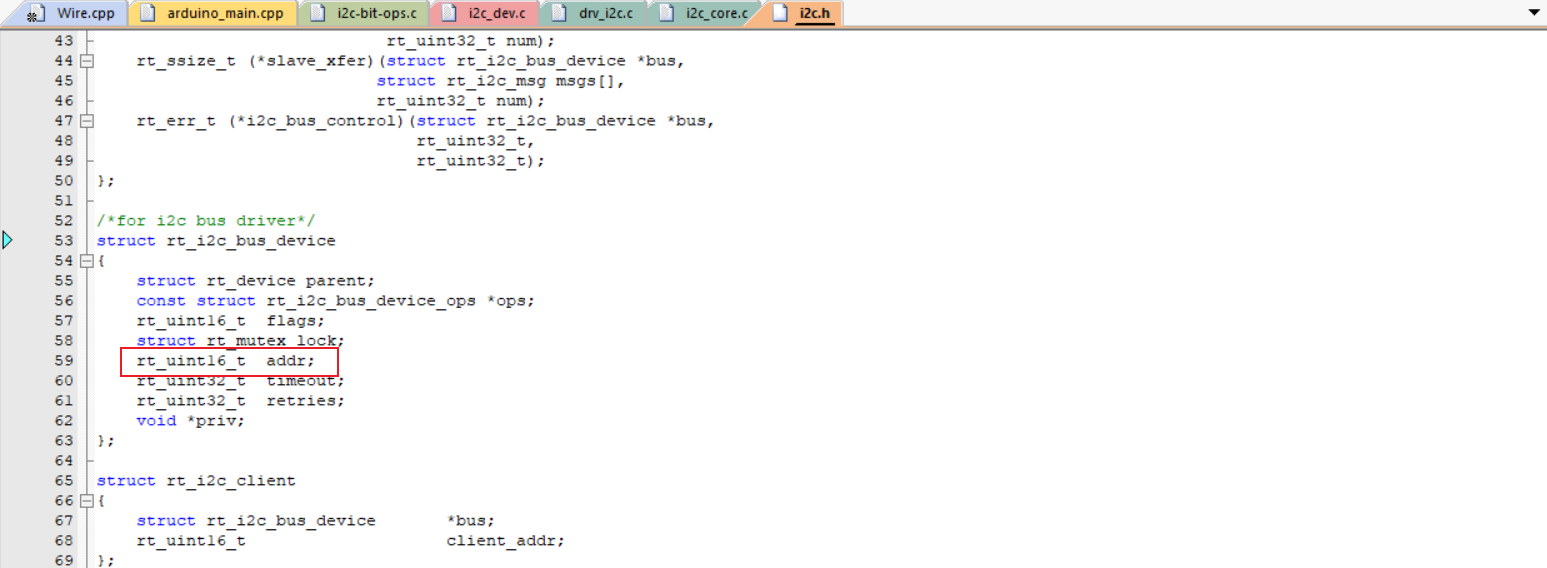 Wire.cpp arduino_main.cpp i2c-bit-ops.c i2c_dev.c drv_i2c.c i2c_core.c i2c.h
43 rt_uint32_t num);
44 rt_ssize_t (*slave_xfer)(struct rt_i2c_bus_device *bus,
45 struct rt_i2c_msg msgs[],
46 rt_uint32_t num);
47 rt_err_t (*i2c_bus_control)(struct rt_i2c_bus_device *bus,
48 rt_uint32_t,
49 rt_uint32_t);
50 };
51
52 /*for i2c bus driver*/
53 struct rt_i2c_bus_device
54 {
55 struct rt_device parent;
56 const struct rt_i2c_bus_device_ops *ops;
57 rt_uint16_t flags;
58 struct rt_mutex lock;
59 rt_uint16_t addr;
60 rt_uint32_t timeout;
61 rt_uint32_t retries;
62 void *priv;
63 };
64
65 struct rt_i2c_client
66 {
67 struct rt_i2c_bus_device *bus;
68 rt_uint16_t client_addr;
69 };